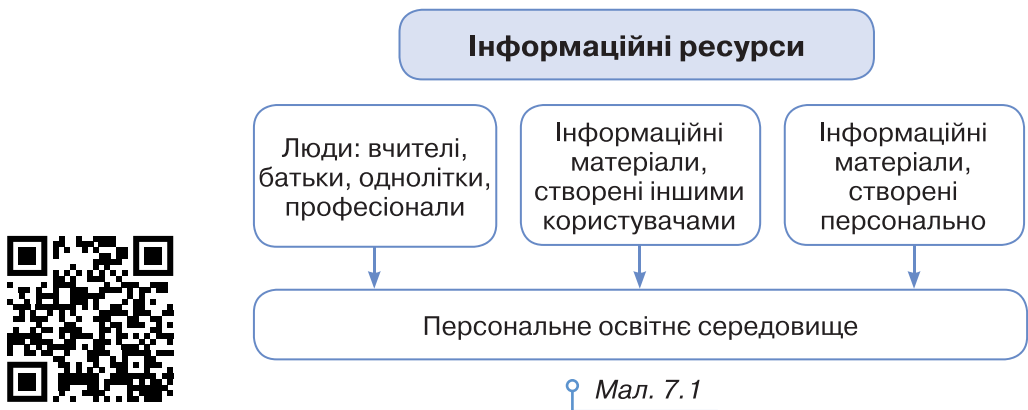 Інформаційні ресурси
Люди: вчителі,
батьки, однолітки,
професіонали
Інформаційні
матеріали,
створені іншими
користувачами
Інформаційні
матеріали,
створені
персонально
Персональне освітнє середовище
Мал. 7.1